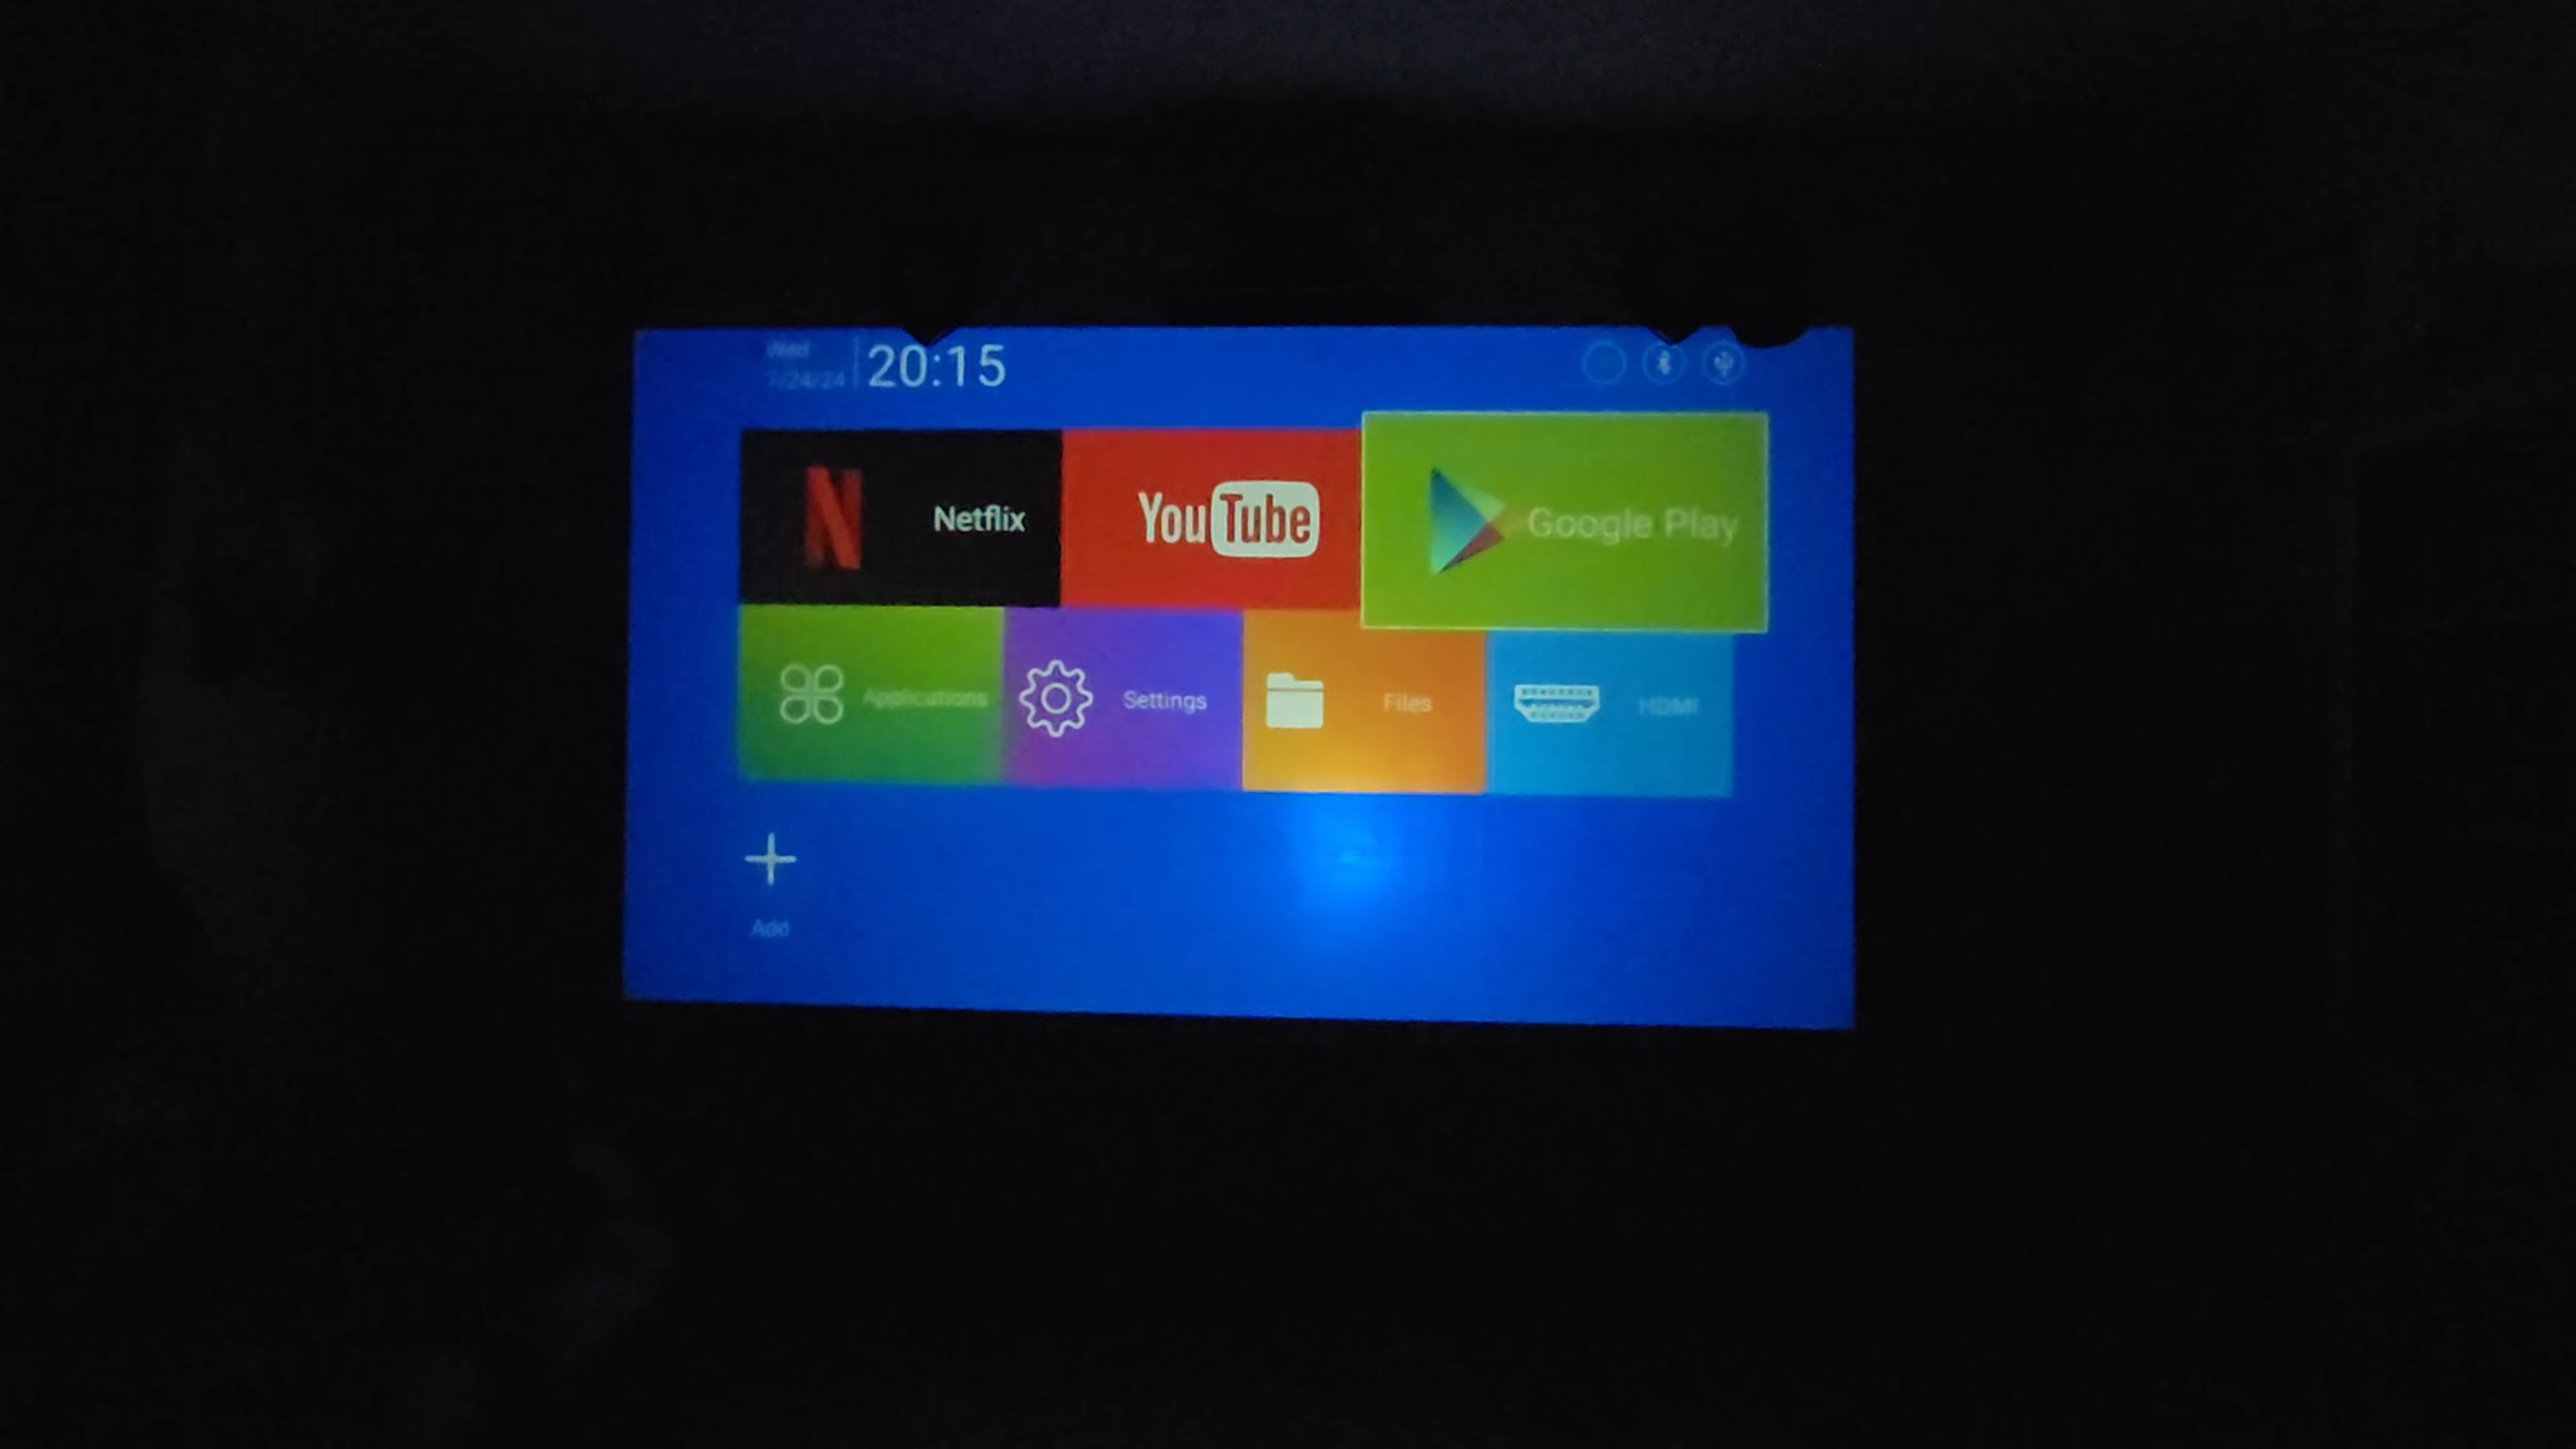 Wed
7/24/24
20:15
Netflix
YouTube
Google Play
Applications
Settings
Files
HDMI
Add